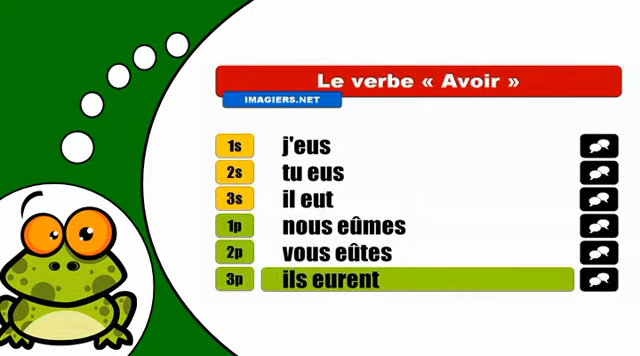 Le verbe « Avoir »
IMAGIERS.NET
1s j'eus
2s tu eus
3s il eut
1p nous eûmes
2p vous eûtes
3p ils eurent